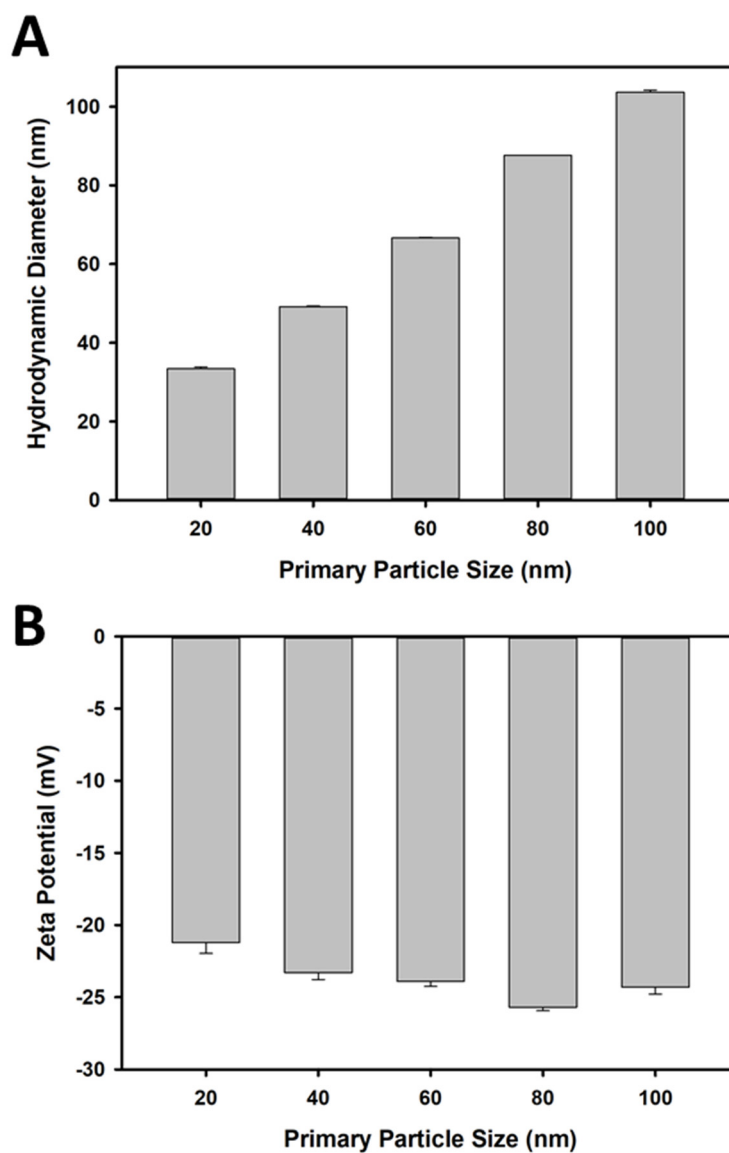 A
Hydrodynamic Diameter (nm)
100
80
60
40
20
0
20 40 60 80 100
Primary Particle Size (nm)
B
Zeta Potential (mV)
0
-5
-10
-15
-20
-25
-30
20 40 60 80 100
Primary Particle Size (nm)